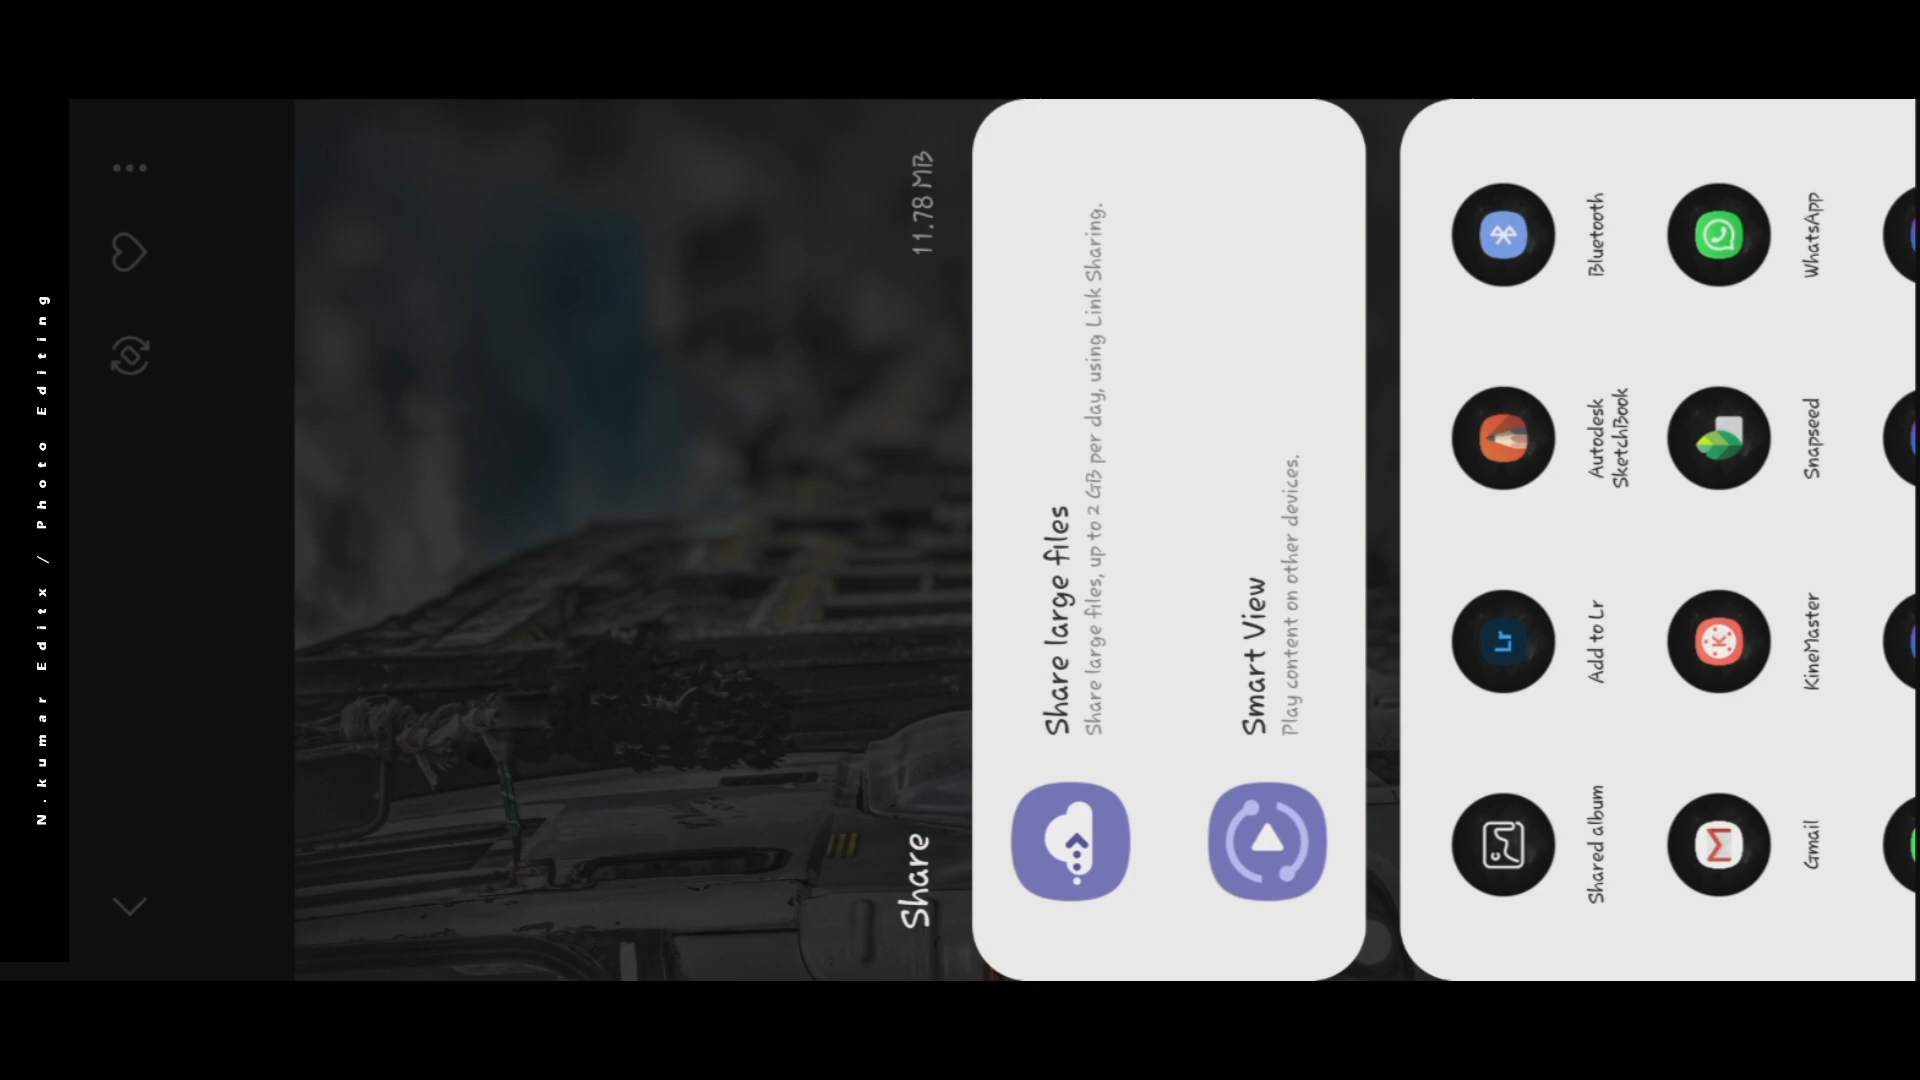 N.kumar Editx / Photo Editing
Share
11.78 MB
Share large files
Share large files, up to 2 GB per day, using Link Sharing.
Smart View
Play content on other devices.
Shared album
Add to Lr
Autodesk
SketchBook
Bluetooth
Gmail
KineMaster
Snapseed
WhatsApp
Lr
K